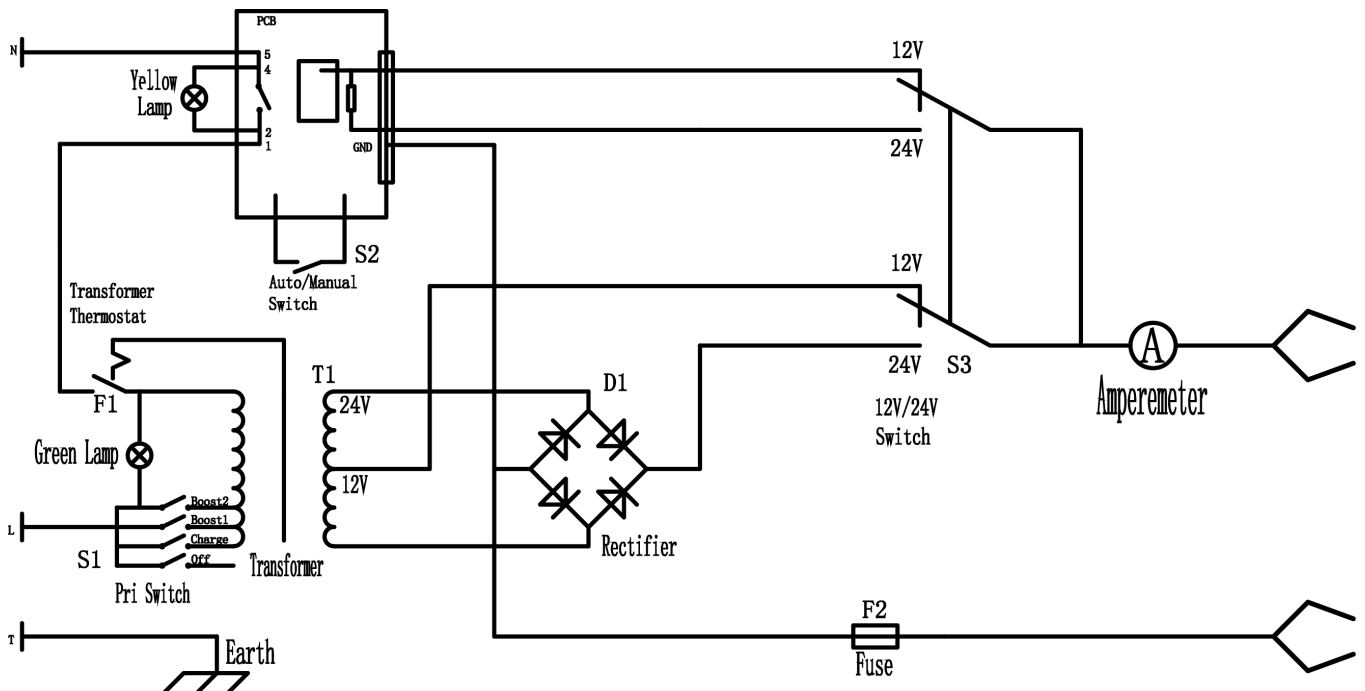 PCB
N
5
4
Yellow
Lamp
2
1
GND
12V
24V
S2
Auto/Manual
Switch
12V
24V
S3
12V/24V
Switch
A
Amperemeter
Transformer
Thermostat
F1
T1
24V
D1
Green Lamp
12V
Boost2
Boost1
Charge
Off
L
S1
Pri Switch
Transformer
Rectifier
F2
Fuse
T
Earth